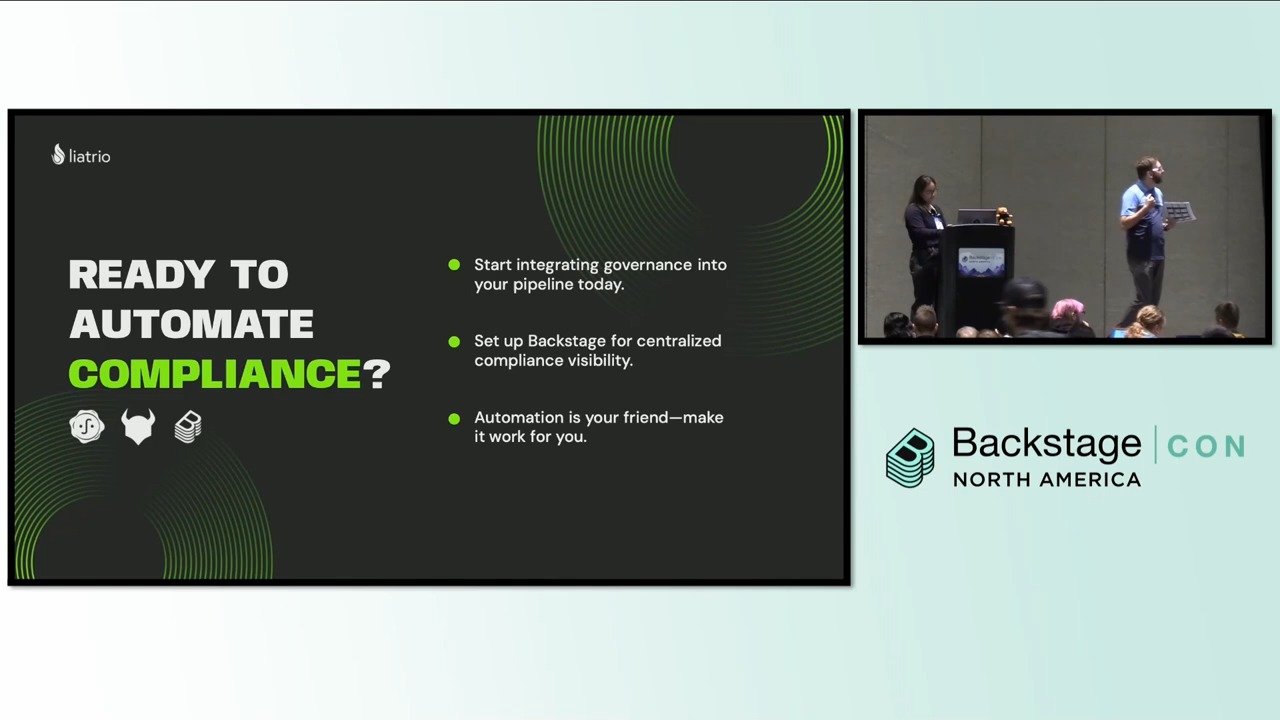 liatrio
READY TO
AUTOMATE
COMPLIANCE?
Start integrating governance into
your pipeline today.
Set up Backstage for centralized
compliance visibility.
Automation is your friend—make
it work for you.
Backstage
Backstage | CON
NORTH AMERICA